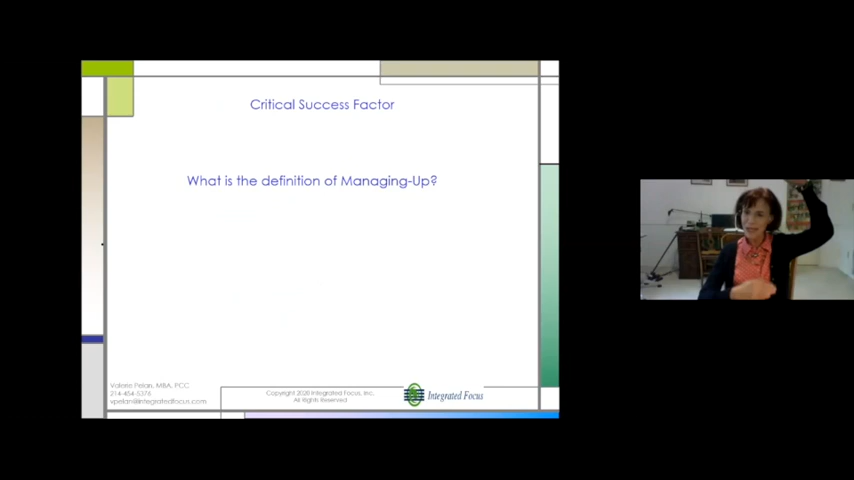 Critical Success Factor
What is the definition of Managing-Up?
Valerie Pelan, MBA, PCC
214-454-5376
vpelan@integratedfocus.com
Copyright 2020 Integrated Focus, Inc.
All Rights Reserved
Integrated Focus